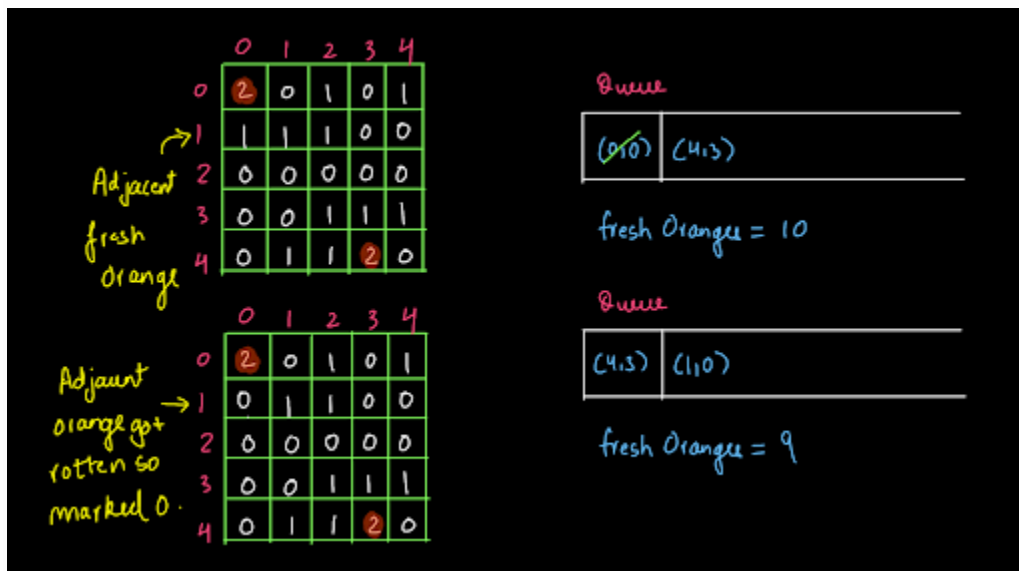 0 1 2 3 4
0 2 0 1 0 1
1 1 1 1 0 0
2 0 0 0 0 0
3 0 0 1 1 1
4 0 1 1 2 0
Adjacent
fresh
Orange
Queue
(0,0) (4,3)
fresh Oranges = 10
0 1 2 3 4
0 2 0 1 0 1
1 0 1 1 0 0
2 0 0 0 0 0
3 0 0 1 1 1
4 0 1 1 2 0
Adjacent
orange got
rotten so
marked 0.
Queue
(4,3) (1,0)
fresh Oranges = 9